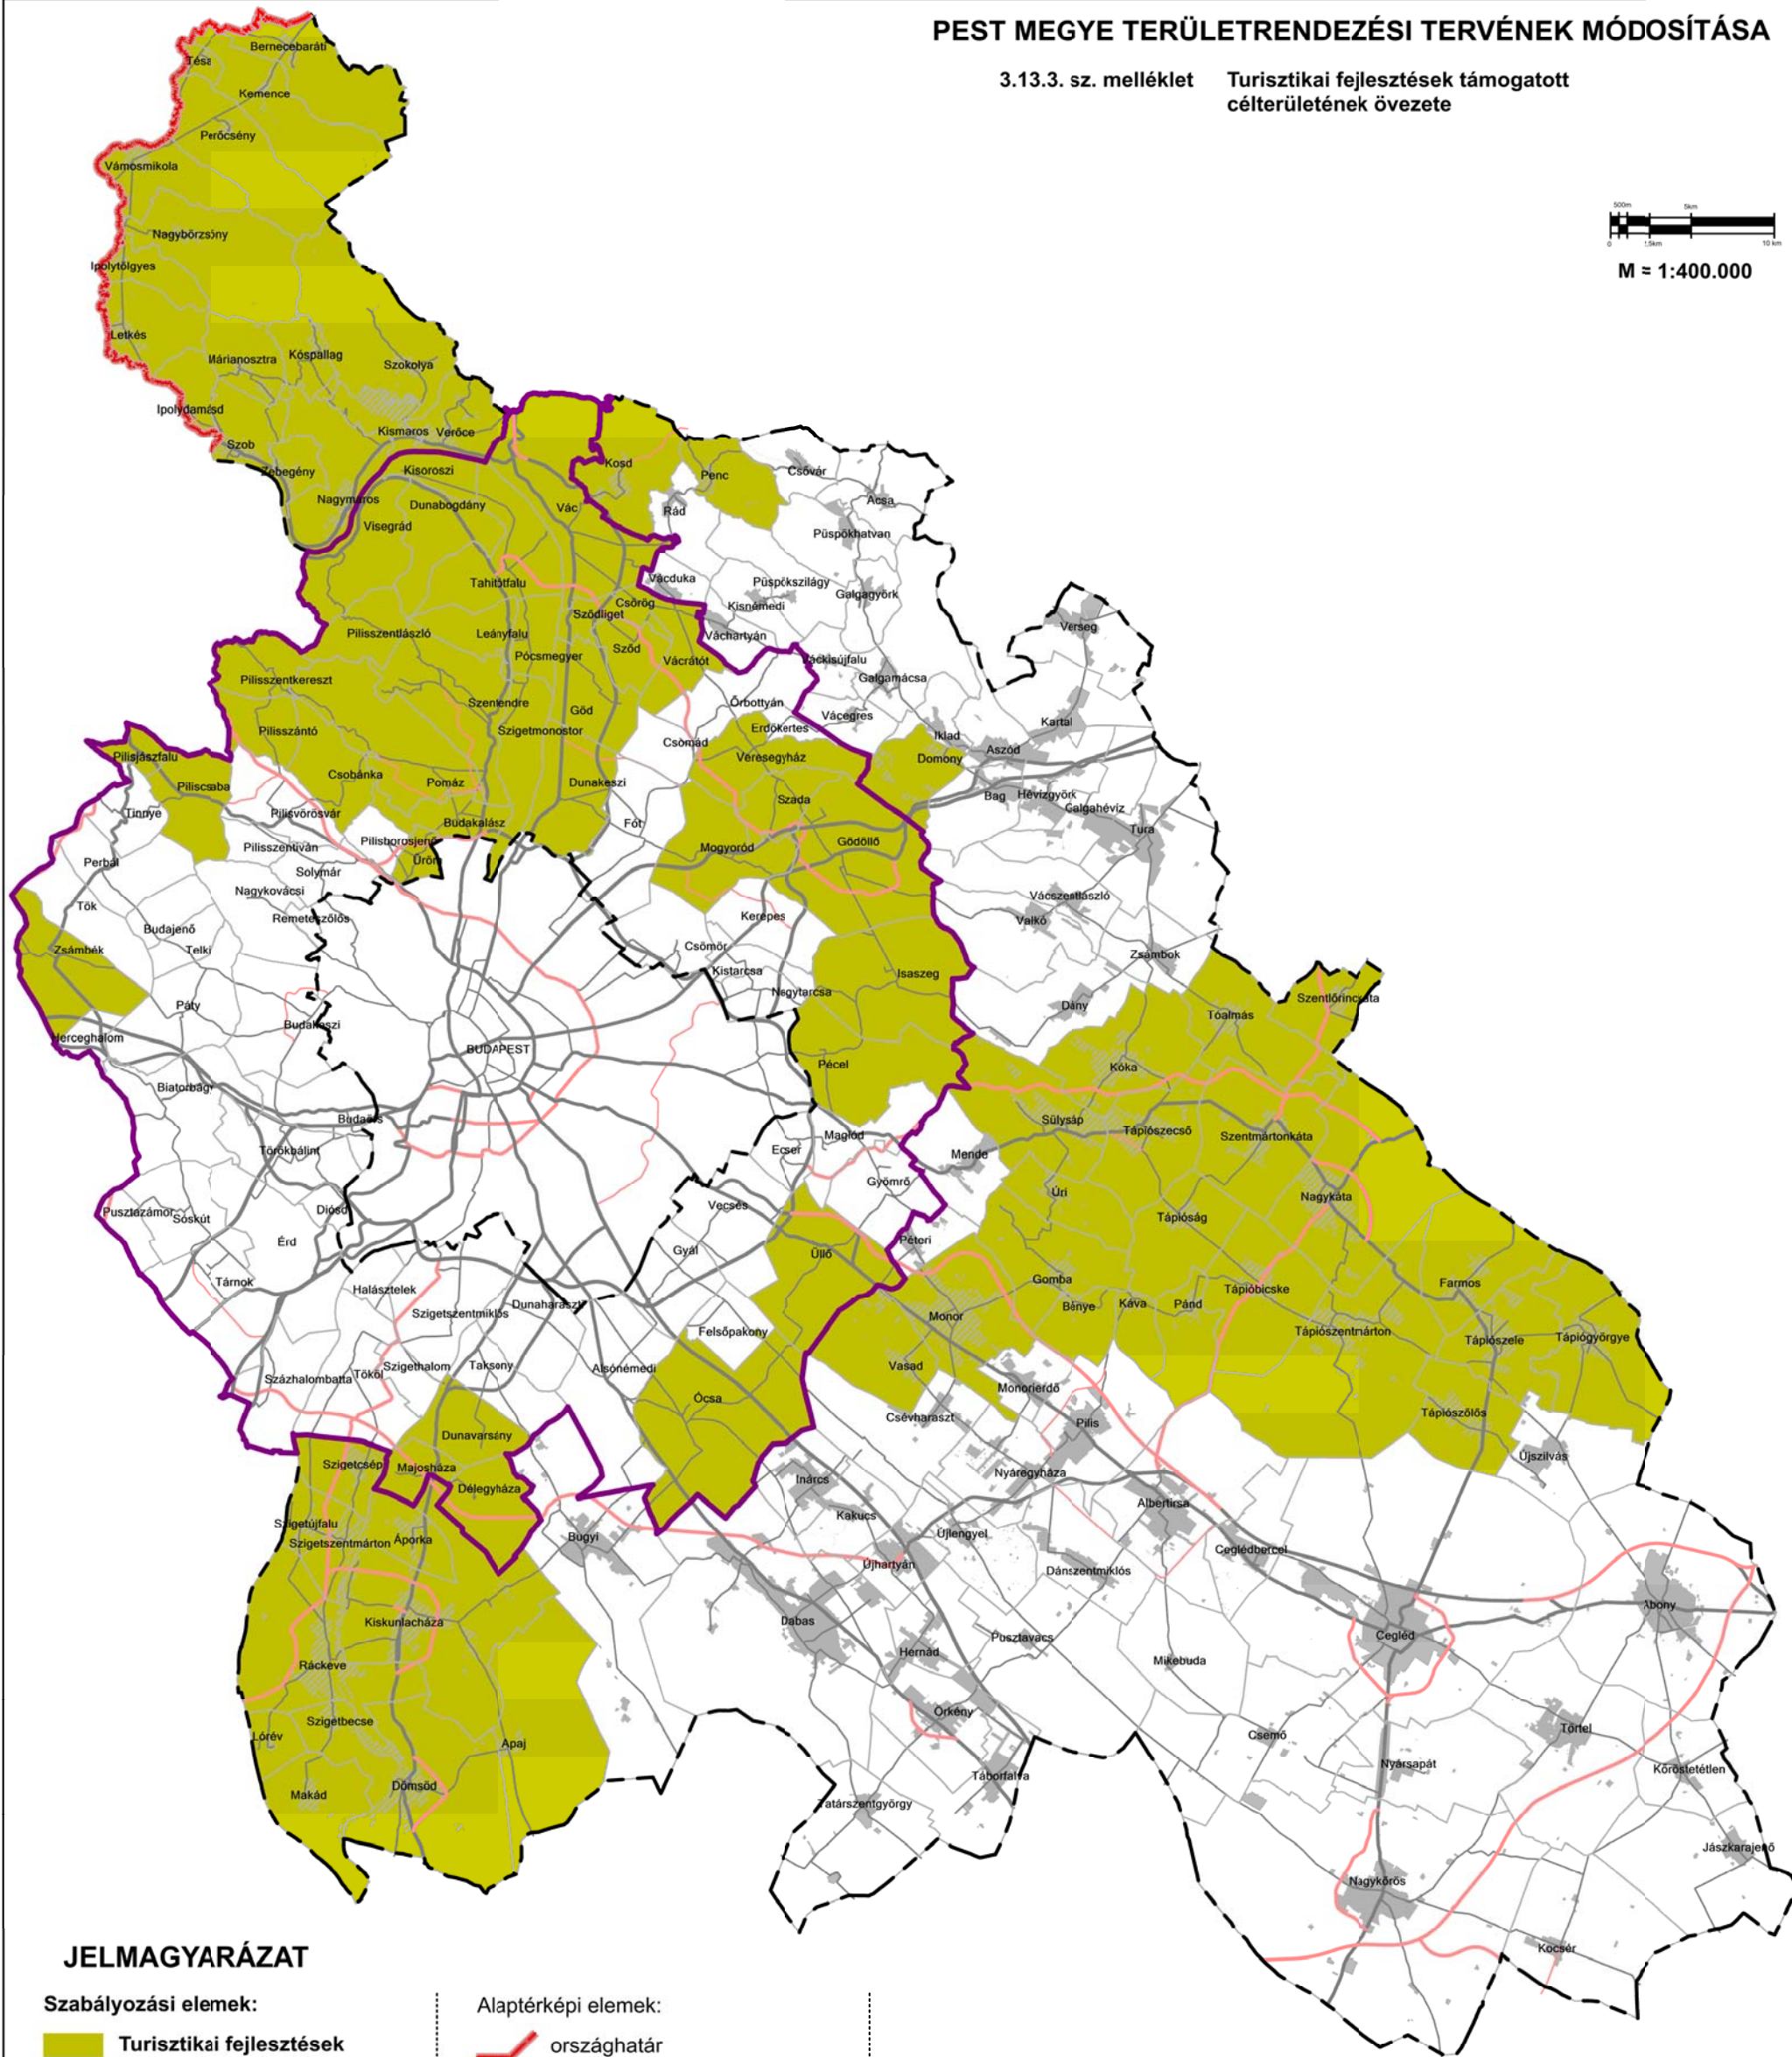 PEST MEGYE TERÜLETRENDEZÉSI TERVÉNEK MÓDOSÍTÁSA
3.13.3. sz. melléklet Turisztikai fejlesztések támogatott
célterületének övezete
500m 5km
0 1,5km 10 km
M = 1:400.000
Bernecebaráti
Tésa
Kemence
Perőcsény
Vámosmikola
Nagybörzsöny
Ipolytölgyes
Letkés
Márianosztra
Kóspallag
Szokolya
Ipolydamásd
Kismaros
Verőce
Szob
Zebegény
Kisoroszi
Kosd
Penc
Csővár
Nagymaros
Dunabogdány
Vác
Rád
Acsa
Visegrád
Püspökhatvan
Tahitótfalu
Vácduka
Püspökszilágy
Galgagyörk
Csörög
Kisnémedi
Sződliget
Verseg
Pilisszentlászló
Leányfalu
Váchartyán
Sződ
Pócsmegyer
Vácrátót
Váckisújfalu
Galgamácsa
Pilisszentkereszt
Szentendre
Őrbottyán
Göd
Vácegres
Kartal
Pilisszántó
Szigetmonostor
Erdőkertes
Iklad
Csomád
Aszód
Pilisjászfalu
Veresegyház
Domony
Csobánka
Piliscsaba
Pomáz
Dunakeszi
Bag
Hévízgyörk
Szada
Galgahévíz
Tinnye
Pilisvörösvár
Budakalász
Fót
Tura
Pilisborosjenő
Pilisszentiván
Mogyoród
Gödöllő
Perbál
Üröm
Solymár
Nagykovácsi
Vácszentlászló
Tök
Remeteszőlős
Kerepes
Valkó
Budajenő
Zsámbék
Telki
Csömör
Zsámbok
Kistarcsa
Isaszeg
Nagytarcsa
Szentlőrinckáta
Páty
Dány
Tóalmás
Herceghalom
Budakeszi
BUDAPEST
Pécel
Kóka
Biatorbágy
Budaörs
Sülysáp
Tápiószecső
Szentmártonkáta
Maglód
Törökbálint
Ecser
Mende
Gyömrő
Úri
Nagykáta
Pusztazámor
Sóskút
Diósd
Vecsés
Tápióság
Érd
Gyál
Üllő
Péteri
Tárnok
Halásztelek
Gomba
Farmos
Tápióbicske
Szigetszentmiklós
Dunaharaszti
Bénye
Káva
Pánd
Monor
Felsőpakony
Tápiószentmárton
Tápiószele
Tápiógyörgye
Százhalombatta
Tököl
Szigethalom
Taksony
Alsónémedi
Vasad
Monorierdő
Ócsa
Csévharaszt
Pilis
Tápiószőlős
Dunavarsány
Újszilvás
Szigetcsép
Majosháza
Délegyháza
Inárcs
Nyáregyháza
Albertirsa
Szigetújfalu
Kakucs
Szigetszentmárton
Áporka
Bugyi
Újlengyel
Ceglédbercel
Újhartyán
Dánszentmiklós
Kiskunlacháza
Dabas
Abony
Cegléd
Hernád
Pusztavacs
Ráckeve
Mikebuda
Szigetbecse
Örkény
Lórév
Apaj
Csemő
Törtel
Nyársapát
Kőröstetétlen
Makád
Dömsöd
Táborfalva
Tatárszentgyörgy
Jászkarajenő
Nagykőrös
Kocsér
JELMAGYARÁZAT
Szabályozási elemek:
Alaptérképi elemek:
Turisztikai fejlesztések
országhatár